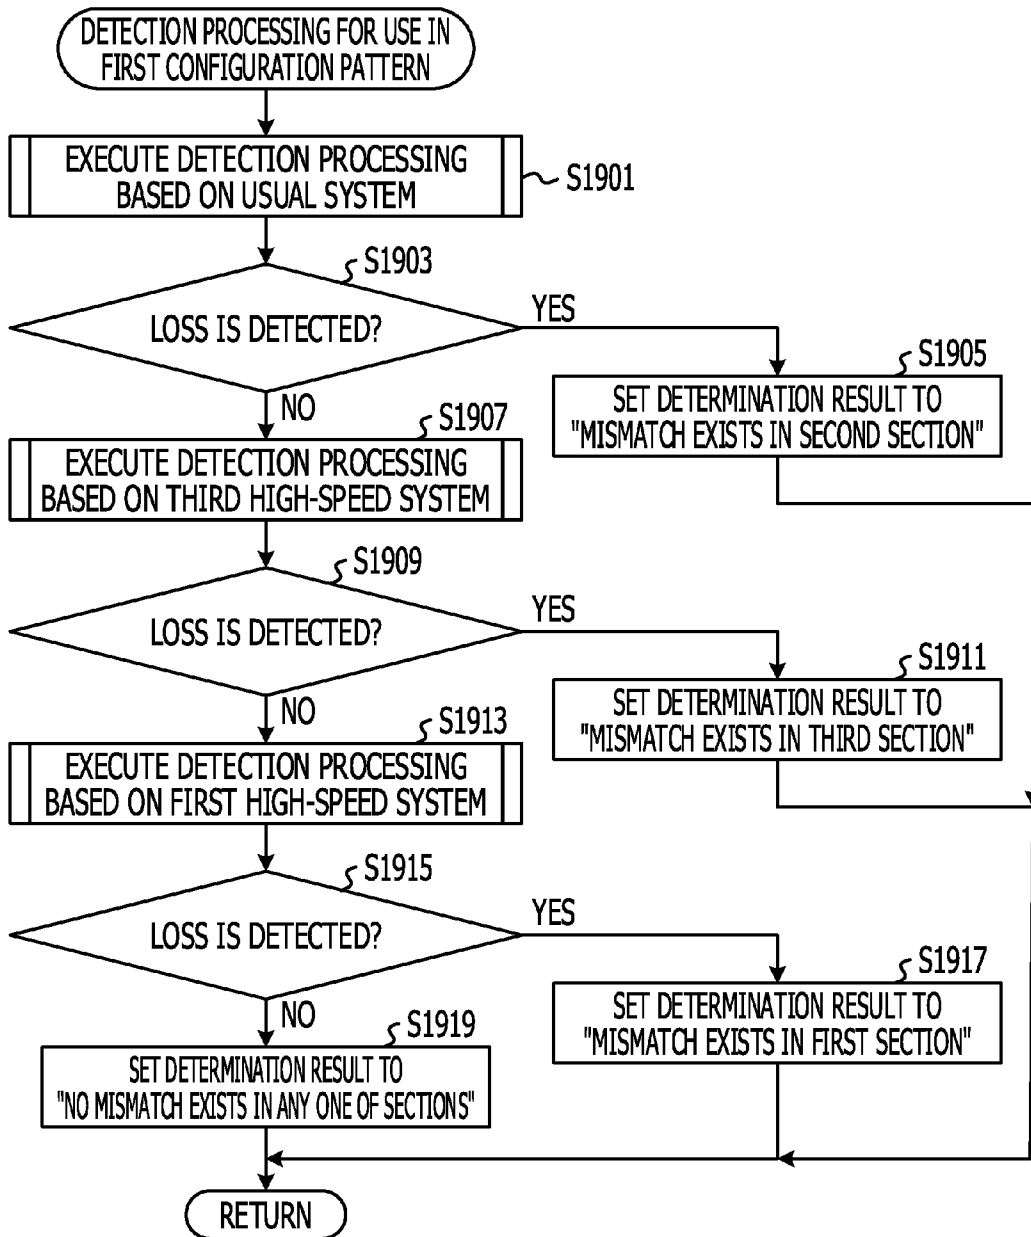 DETECTION PROCESSING FOR USE IN
FIRST CONFIGURATION PATTERN
EXECUTE DETECTION PROCESSING
BASED ON USUAL SYSTEM
S1901
S1903
LOSS IS DETECTED?
YES
NO
S1905
SET DETERMINATION RESULT TO
"MISMATCH EXISTS IN SECOND SECTION"
S1907
EXECUTE DETECTION PROCESSING
BASED ON THIRD HIGH-SPEED SYSTEM
S1909
LOSS IS DETECTED?
YES
NO
S1911
SET DETERMINATION RESULT TO
"MISMATCH EXISTS IN THIRD SECTION"
S1913
EXECUTE DETECTION PROCESSING
BASED ON FIRST HIGH-SPEED SYSTEM
S1915
LOSS IS DETECTED?
YES
NO
S1917
SET DETERMINATION RESULT TO
"MISMATCH EXISTS IN FIRST SECTION"
S1919
SET DETERMINATION RESULT TO
"NO MISMATCH EXISTS IN ANY ONE OF SECTIONS"
RETURN